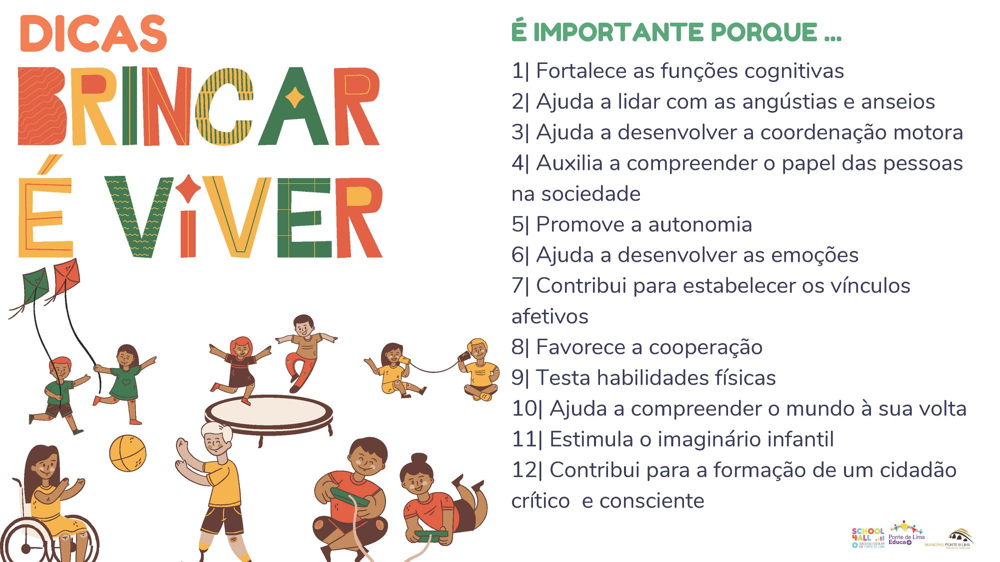 DICAS
BRINCAR
É ViVER
É IMPORTANTE PORQUE ...
1| Fortalece as funções cognitivas
2| Ajuda a lidar com as angústias e anseios
3| Ajuda a desenvolver a coordenação motora
4| Auxilia a compreender o papel das pessoas
na sociedade
5| Promove a autonomia
6| Ajuda a desenvolver as emoções
7| Contribui para estabelecer os vínculos
afetivos
8| Favorece a cooperação
9| Testa habilidades físicas
10| Ajuda a compreender o mundo à sua volta
11| Estimula o imaginário infantil
12| Contribui para a formação de um cidadão
crítico  e consciente
SCHOOL
4ALL
+ SUCESSO ESCOLAR
EM PONTE DE LIMA
Ponte de Lima
Educa+
MUNICÍPIO PONTE DE LIMA